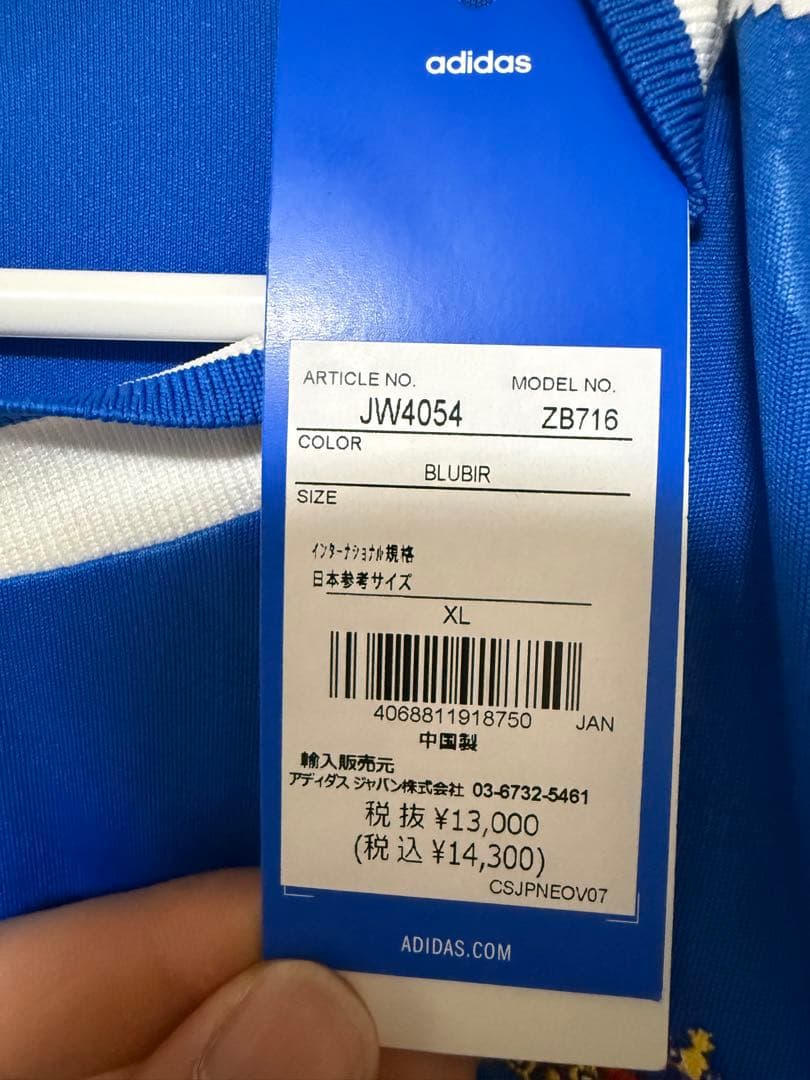 adidas
ARTICLE NO. MODEL NO.
JW4054 ZB716
COLOR
BLUBIR
SIZE
インターナショナル規格
日本参考サイズ
XL
4068811918750 JAN
中国製
輸入販売元
アディダス ジャパン株式会社 03-6732-5461
税抜 ¥13,000
(税込 ¥14,300)
CSJPNEOV07
ADIDAS.COM